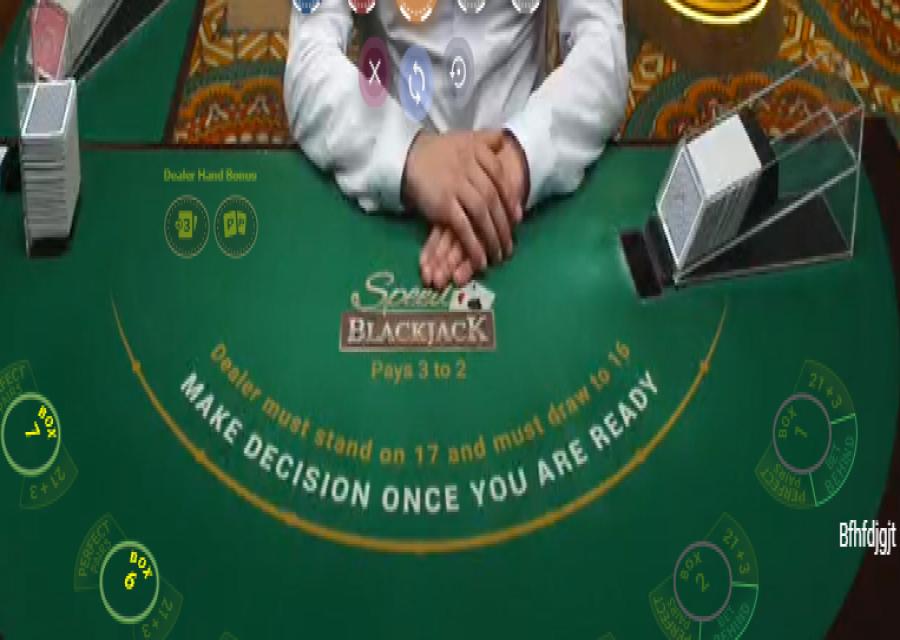 Dealer Hand Bonus
Speed
BLACKJACK
Pays 3 to 2
Dealer must stand on 17 and must draw to 16
MAKE DECISION ONCE YOU ARE READY
PERFECT
PAIRS
BOX
7
21+3
PERFECT
PAIRS
BOX
6
21+3
21+3
BOX
1
BET
BEHIND
PERFECT
PAIRS
Bfhfdjgjt
21+3
BOX
2
BET
BEHIND
PERFECT
PAIRS